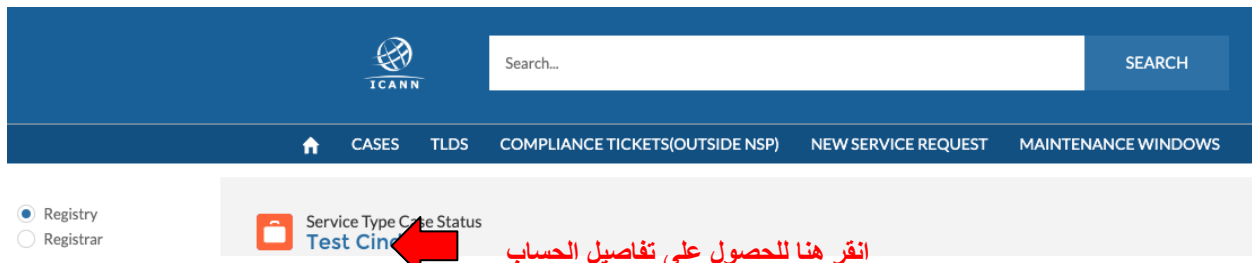 ICANN
Search...
SEARCH
CASES TLDS COMPLIANCE TICKETS(OUTSIDE NSP) NEW SERVICE REQUEST MAINTENANCE WINDOWS
Registry
Registrar
Service Type Case Status
Test
انقر هنا للحصول على تفاصيل الحساب